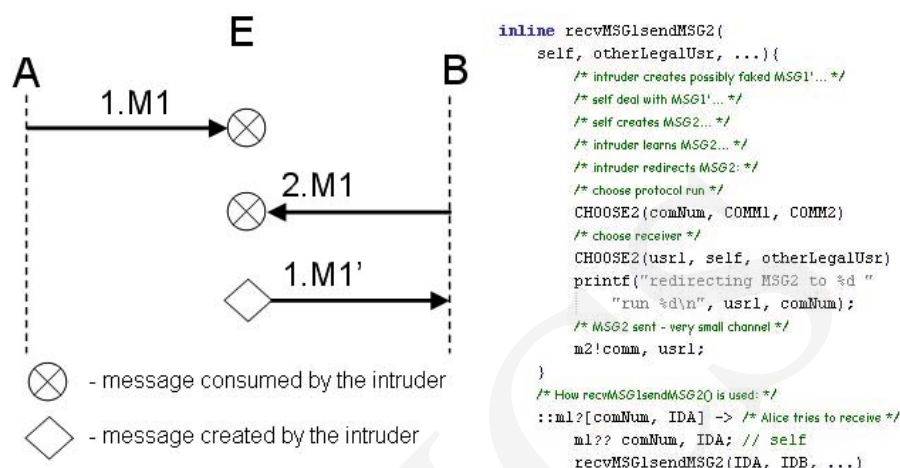 E
A
B
1.M1
2.M1
1.M1’
- message consumed by the intruder
- message created by the intruder
inline recvMSG1sendMSG2(
self, otherLegalUsr, ...){
/* intruder creates possibly faked MSG1'... */
/* self deal with MSG1'... */
/* self creates MSG2... */
/* intruder learns MSG2... */
/* intruder redirects MSG2: */
/* choose protocol run */
CHOOSE2(comNum, COMM1, COMM2)
/* choose receiver */
CHOOSE2(usrl, self, otherLegalUsr)
printf("redirecting MSG2 to %d "
"run %d\n", usrl, comNum);
/* MSG2 sent - very small channel */
m2!comm, usrl;
}
/* How recvMSG1sendMSG2() is used: */
::m1?[comNum, IDA] -> /* Alice tries to receive */
m1?? comNum, IDA; // self
recvMSG1sendMSG2(IDA, IDB, ...)